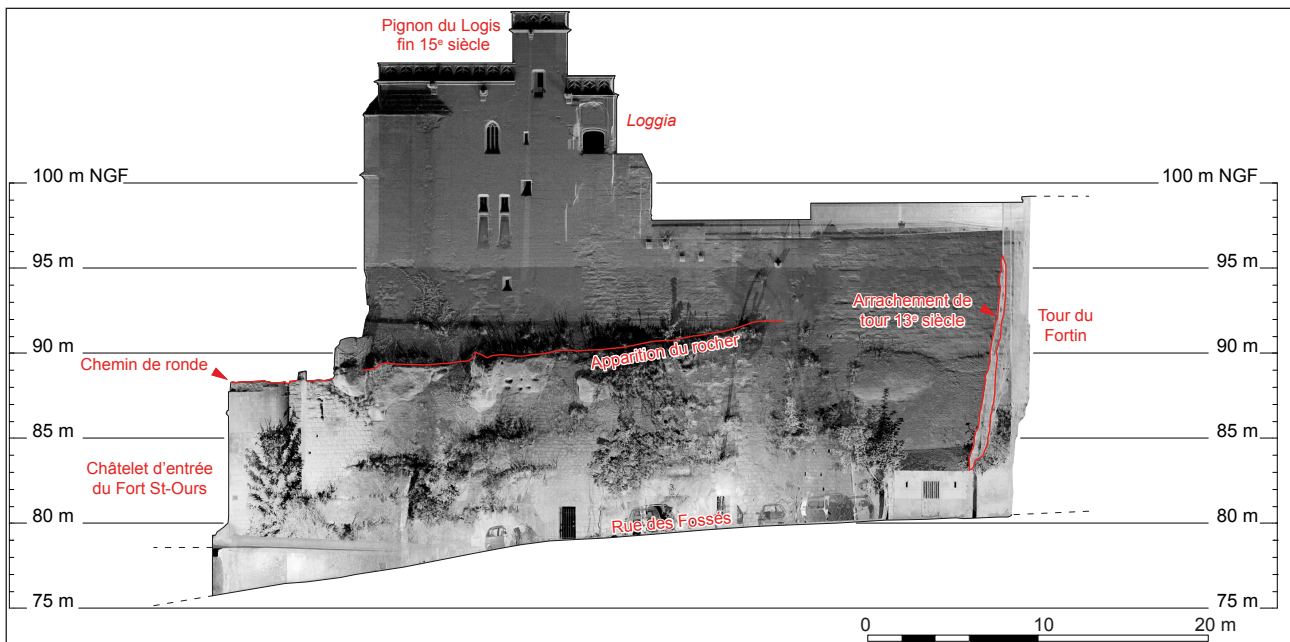 Pignon du Logis
fin 15e siècle
Loggia
100 m NGF
100 m NGF
95 m
95 m
Arrachement de
tour 13e siècle
Tour du
Fortin
90 m
90 m
Apparition du rocher
Chemin de ronde
85 m
85 m
Châtelet d'entrée
du Fort St-Ours
80 m
80 m
Rue des Fossés
75 m
75 m
0
10
20 m